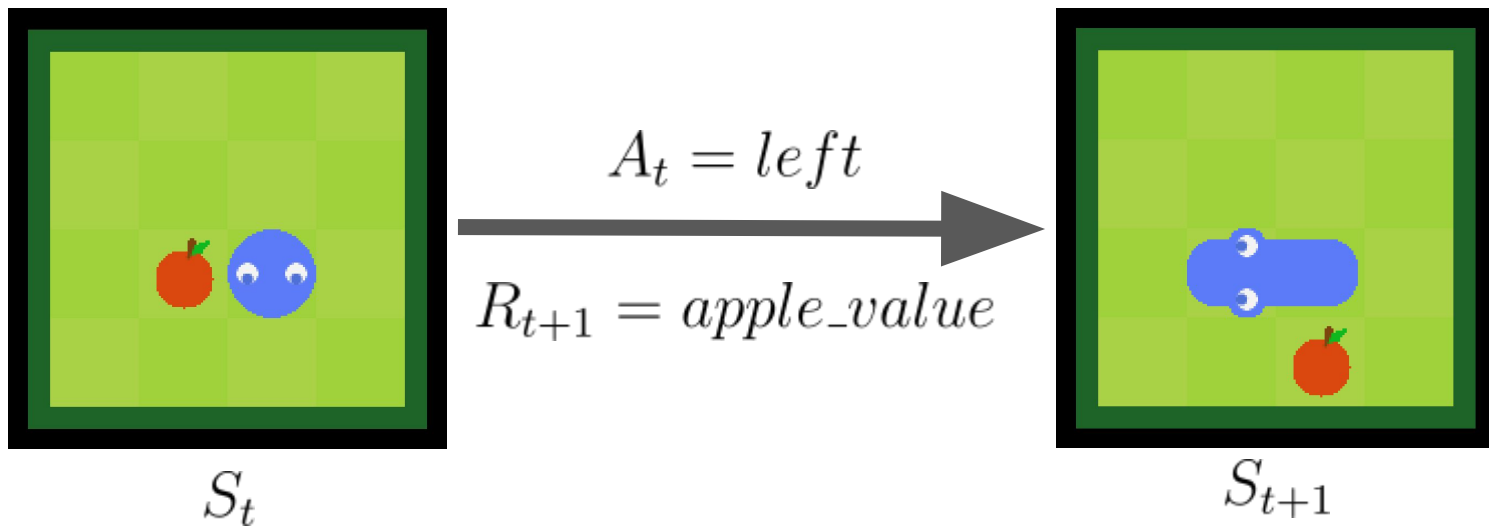 A_t = left
R_{t+1} = apple_value
S_t
S_{t+1}